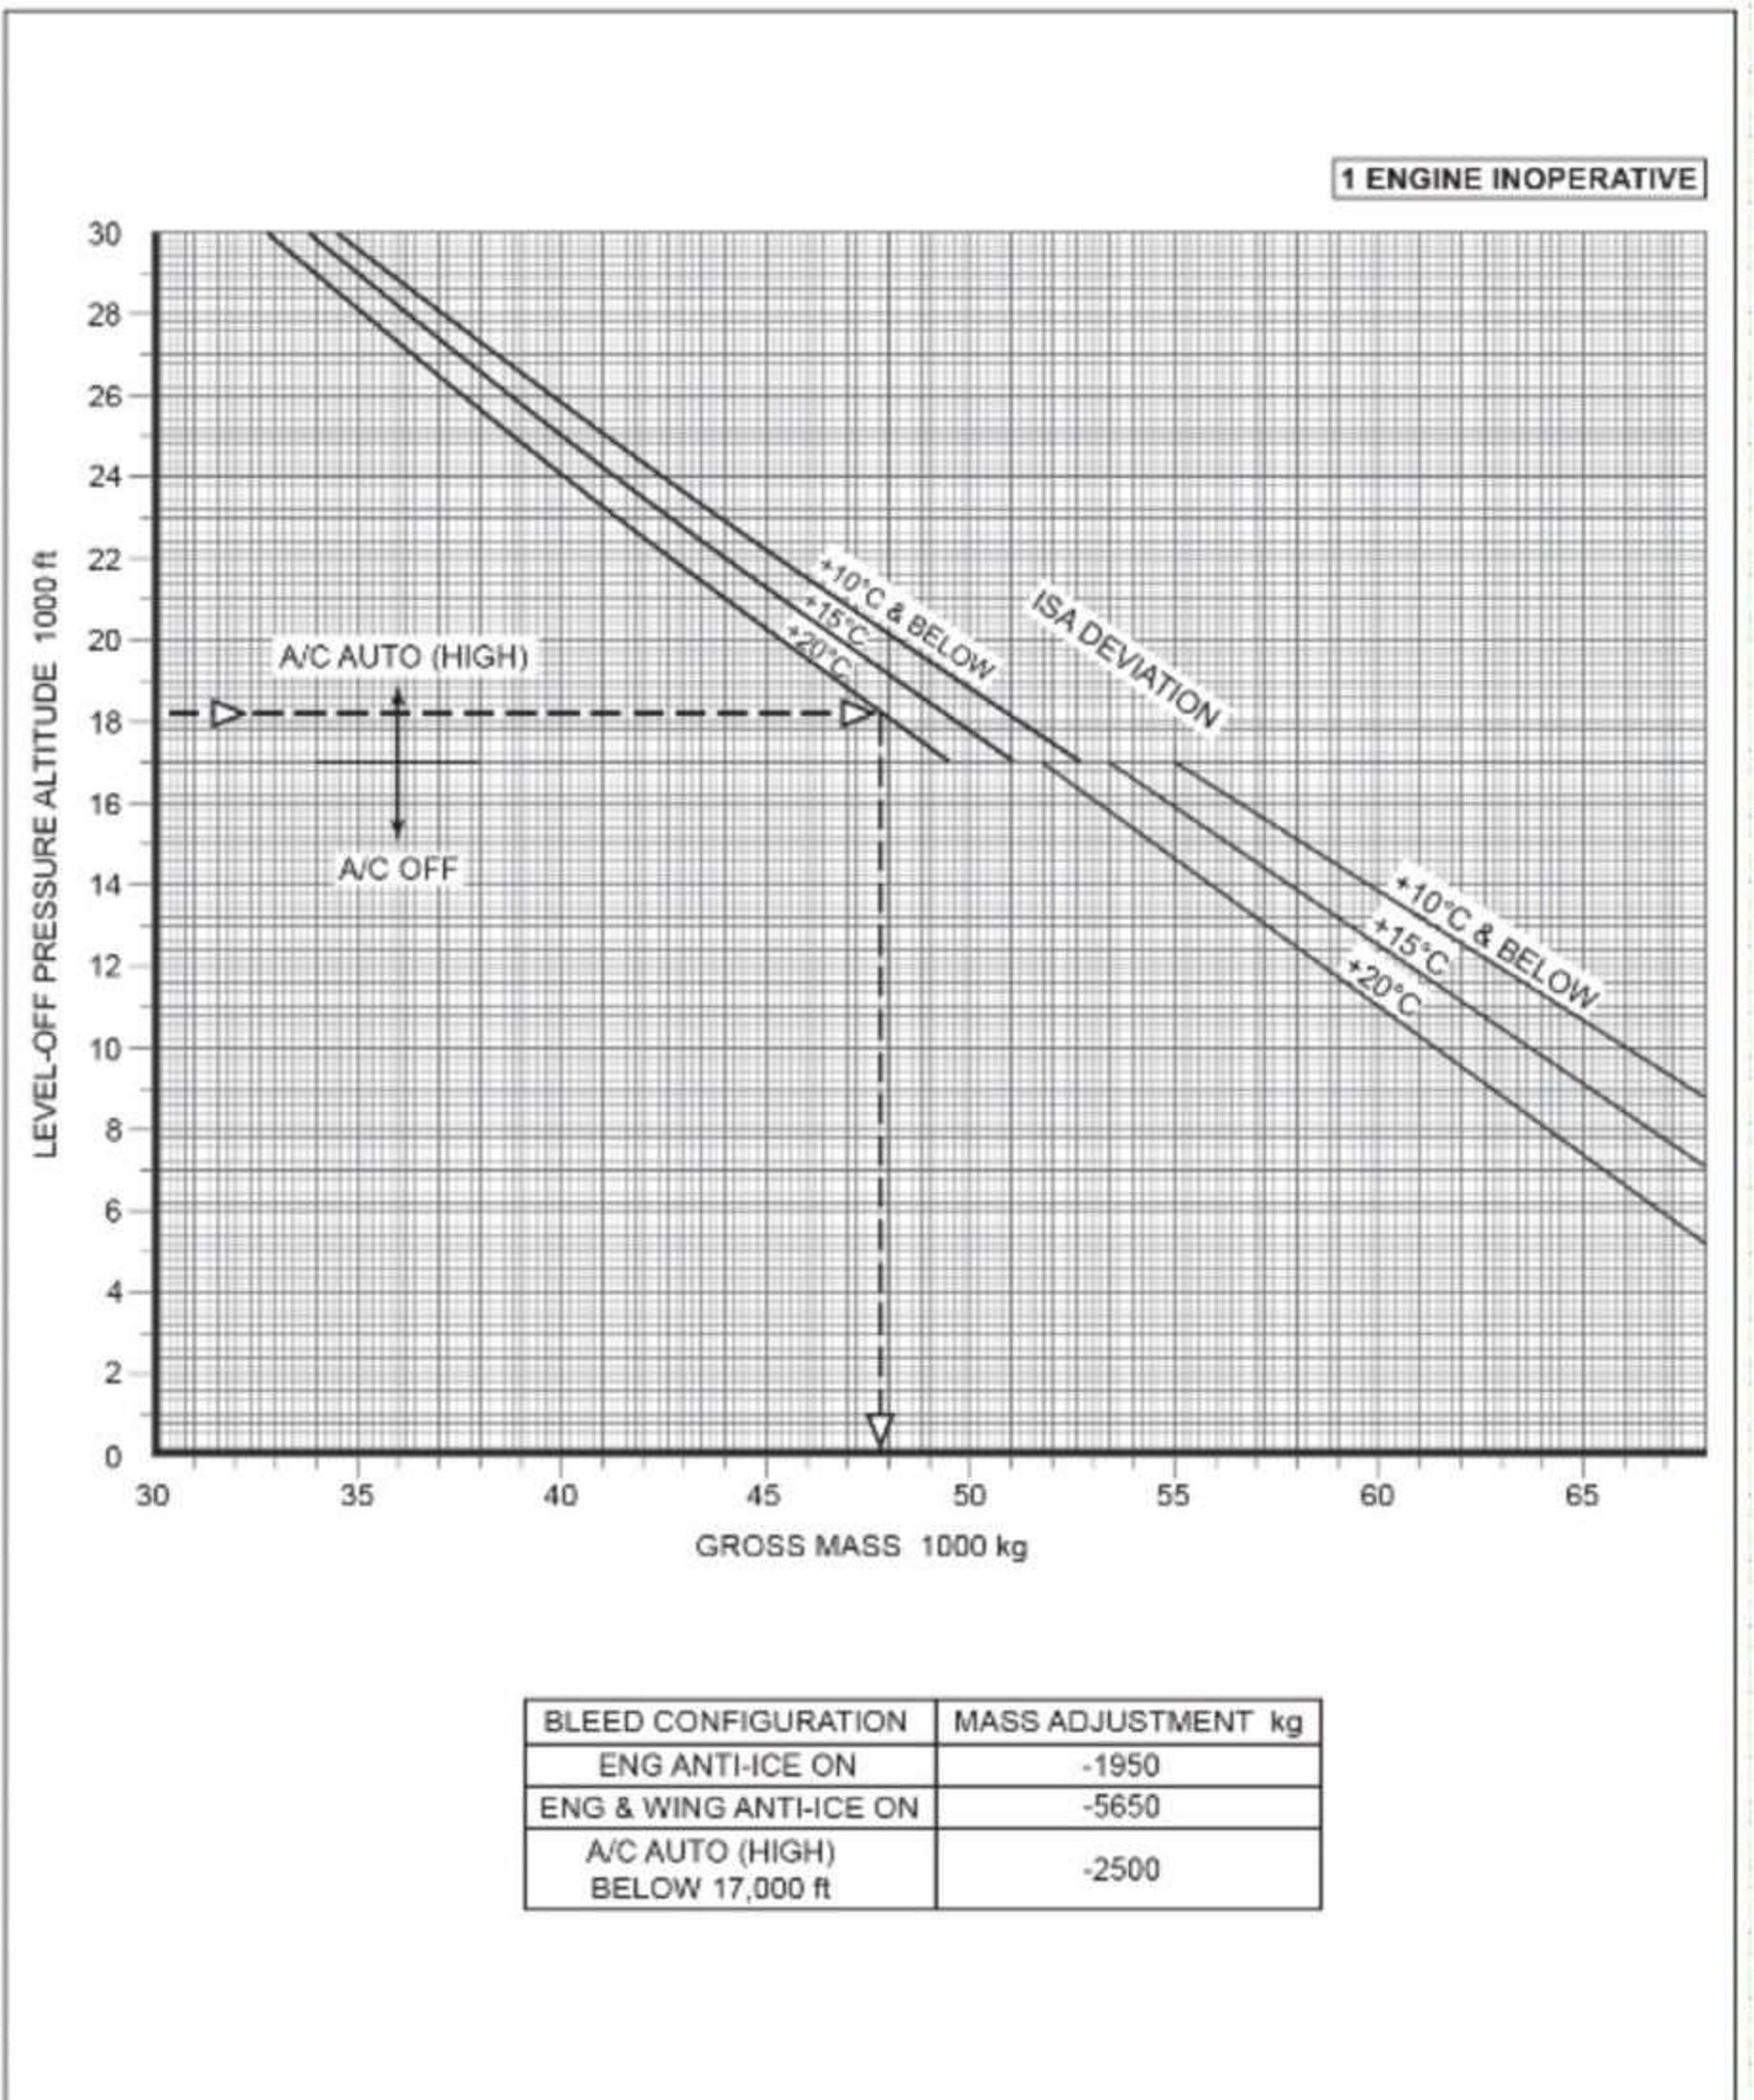 1 ENGINE INOPERATIVE
30
28
26
24
22
20
18
16
14
12
10
8
6
4
2
0
LEVEL-OFF PRESSURE ALTITUDE 1000 ft
A/C AUTO (HIGH)
A/C OFF
+10°C & BELOW
+15°C
+20°C
ISA DEVIATION
+10°C & BELOW
+15°C
+20°C
30 35 40 45 50 55 60 65
GROSS MASS 1000 kg
BLEED CONFIGURATION MASS ADJUSTMENT kg
ENG ANTI-ICE ON -1950
ENG & WING ANTI-ICE ON -5650
A/C AUTO (HIGH)
BELOW 17,000 ft -2500